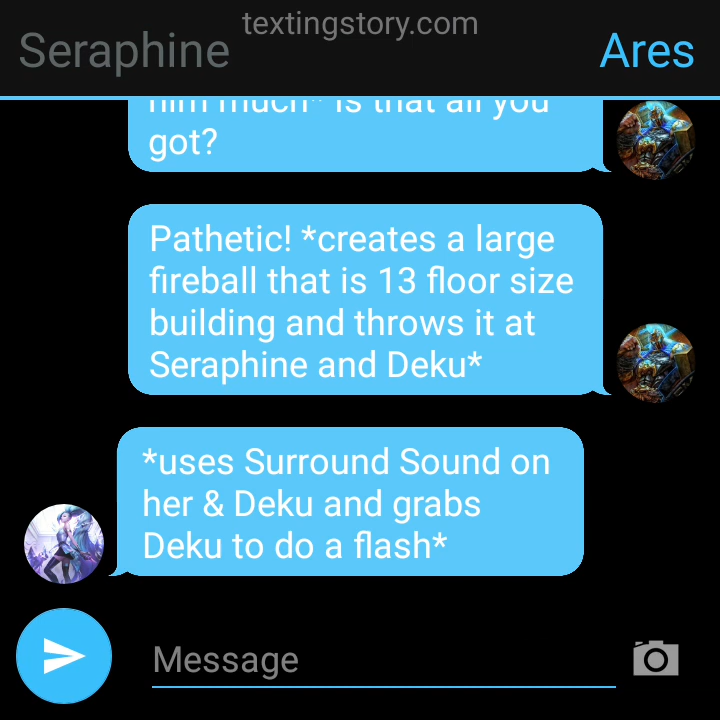 textingstory.com
Seraphine
Ares
him much* is that all you
got?
Pathetic! *creates a large
fireball that is 13 floor size
building and throws it at
Seraphine and Deku*
*uses Surround Sound on
her & Deku and grabs
Deku to do a flash*
Message